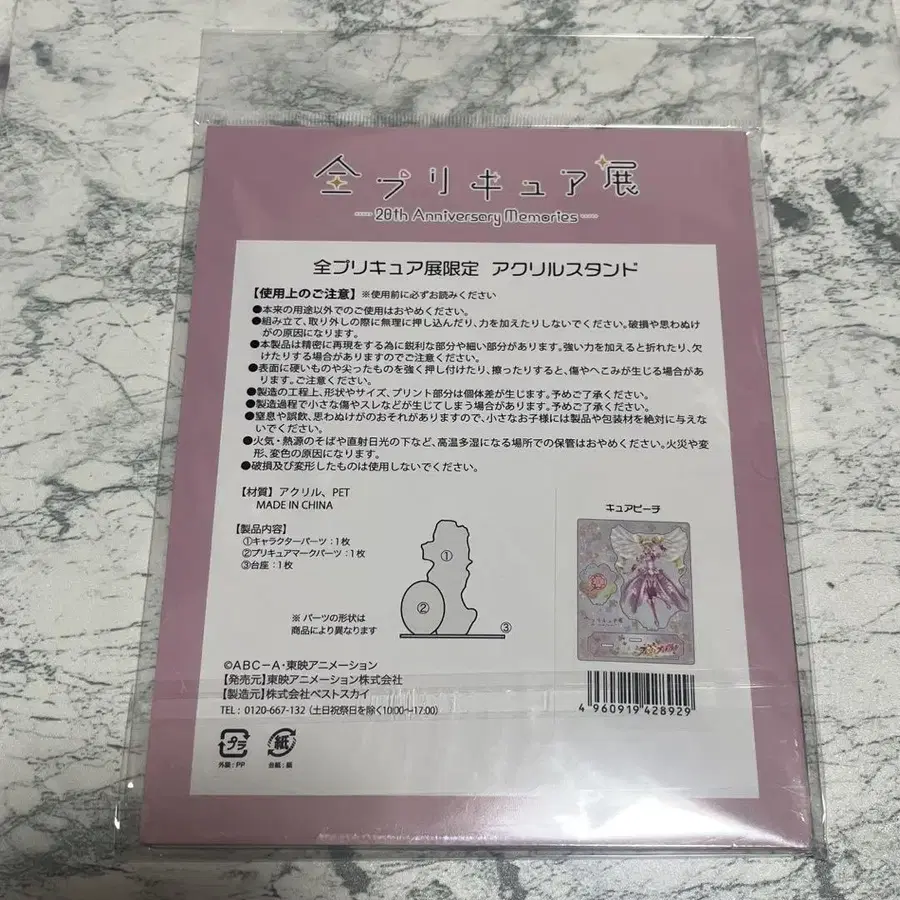 全プリキュア展
20th Anniversary Memories
全プリキュア展限定 アクリルスタンド
【使用上のご注意】※使用前に必ずお読みください
●本来の用途以外でのご使用はおやめください。
●組み立て、取り外しの際に無理に押し込んだり、力を加えたりしないでください。破損や思わぬけ
がの原因になります。
●本製品は精密に再現をする為に鋭利な部分や細い部分があります。強い力を加えると折れたり、欠
けたりする場合がありますのでご注意ください。
●表面に硬いものや尖ったものを強く押し付けたり、擦ったりすると、傷やへこみが生じる場合があ
ります。ご注意ください。
●製造の工程上、形状やサイズ、プリント部分は個体差が生じます。予めご了承ください。
●製造過程で小さな傷やスレなどが生じてしまう場合があります。予めご了承ください。
●窒息や誤飲、思わぬけがのおそれがありますので、小さなお子様には製品や包装材を絶対に与えな
いでください。
●火気・熱源のそばや直射日光の下など、高温多湿になる場所での保管はおやめください。火災や変
形、変色の原因になります。
●破損及び変形したものは使用しないでください。
【材質】アクリル、PET
MADE IN CHINA
【製品内容】
①キャラクターパーツ：1枚
②プリキュアマークパーツ：1枚
③台座：1枚
①
②
③
※ パーツの形状は
商品により異なります
キュアピーチ
4 960919 428929
©ABC－A・東映アニメーション
【発売元】東映アニメーション株式会社
【製造元】株式会社ベストスカイ
TEL： 0120-667-132（土日祝祭日を除く10:00～17:00）
プラ
紙
外装：PP
台紙：紙